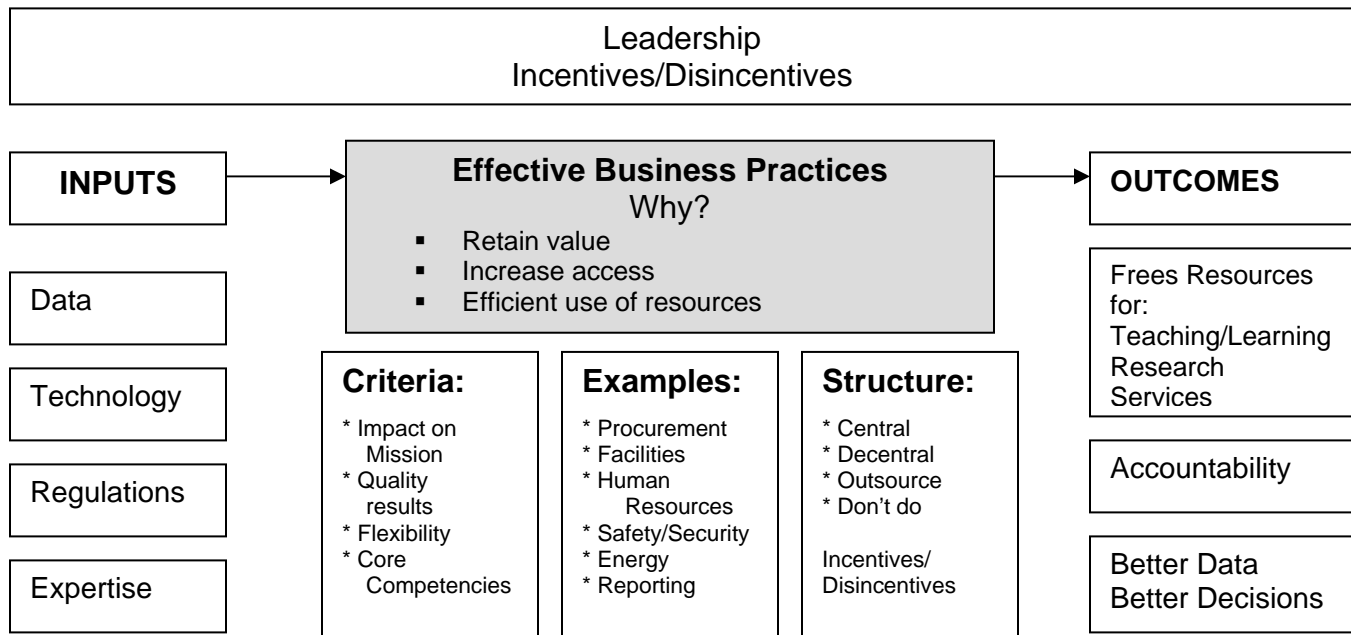 Leadership
Incentives/Disincentives
INPUTS
Data
Technology
Regulations
Expertise
Effective Business Practices
Why?
▪ Retain value
▪ Increase access
▪ Efficient use of resources
Criteria:
* Impact on
Mission
* Quality
results
* Flexibility
* Core
Competencies
Examples:
* Procurement
* Facilities
* Human
Resources
* Safety/Security
* Energy
* Reporting
Structure:
* Central
* Decentral
* Outsource
* Don’t do
Incentives/
Disincentives
OUTCOMES
Frees Resources
for:
Teaching/Learning
Research
Services
Accountability
Better Data
Better Decisions